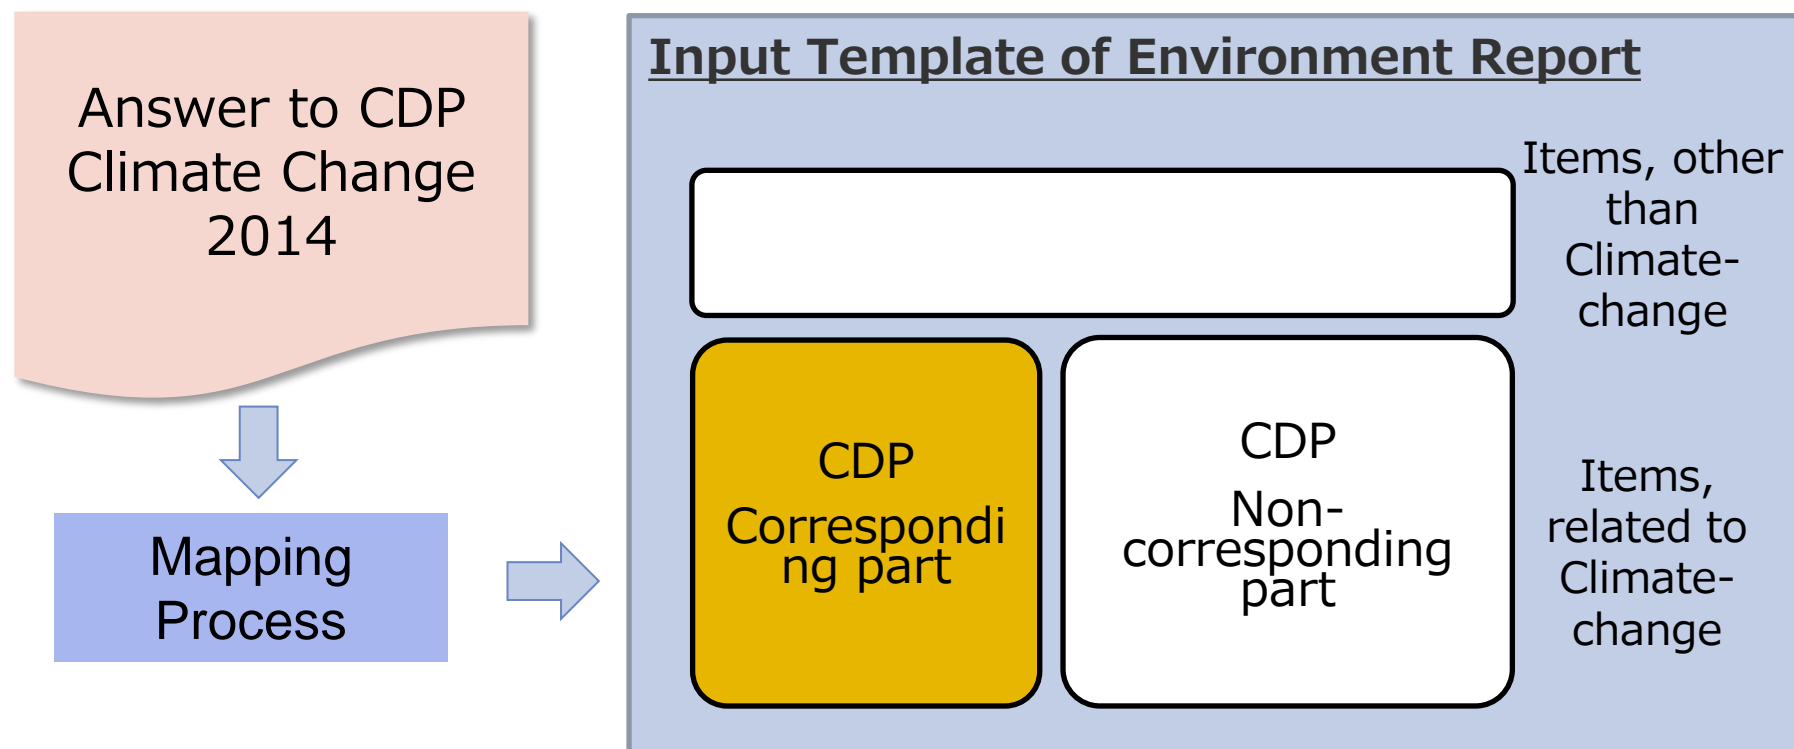 Answer to CDP
Climate Change
2014
Mapping
Process
Input Template of Environment Report
Items, other
than
Climate-
change
CDP
Correspondi
ng part
CDP
Non-
corresponding
part
Items,
related to
Climate-
change